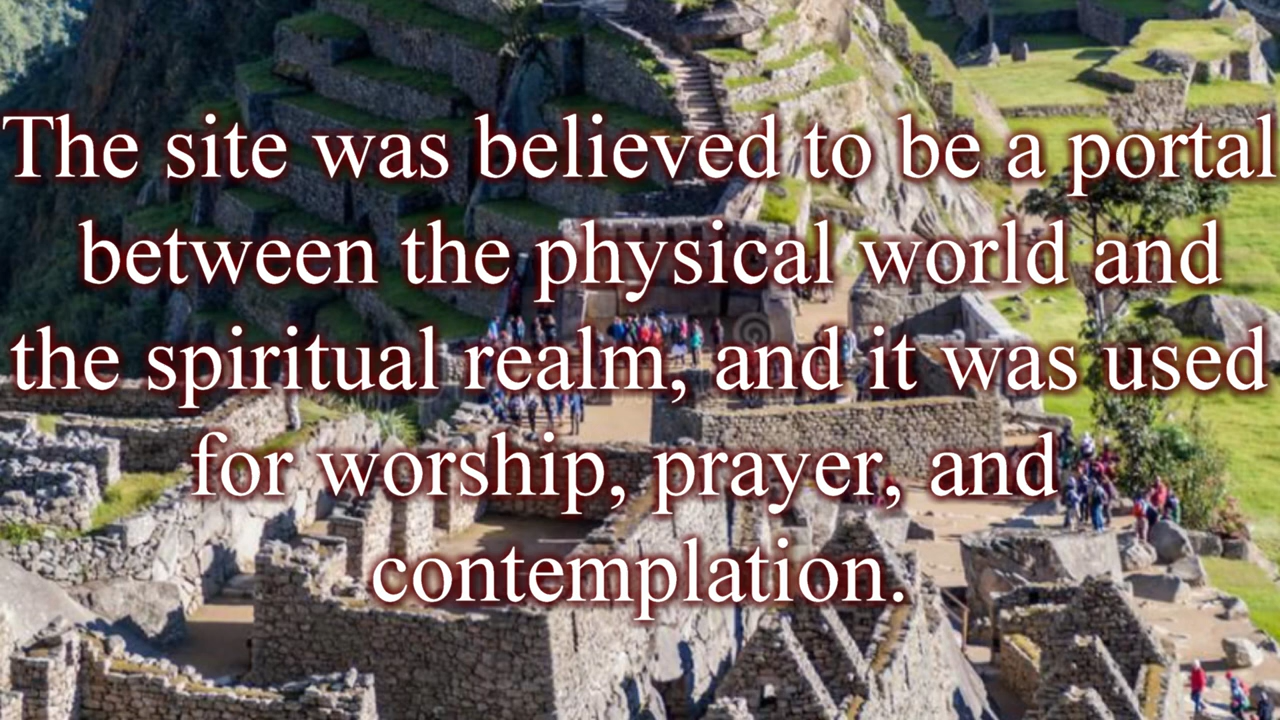 The site was believed to be a portal
between the physical world and
the spiritual realm, and it was used
for worship, prayer, and
contemplation.